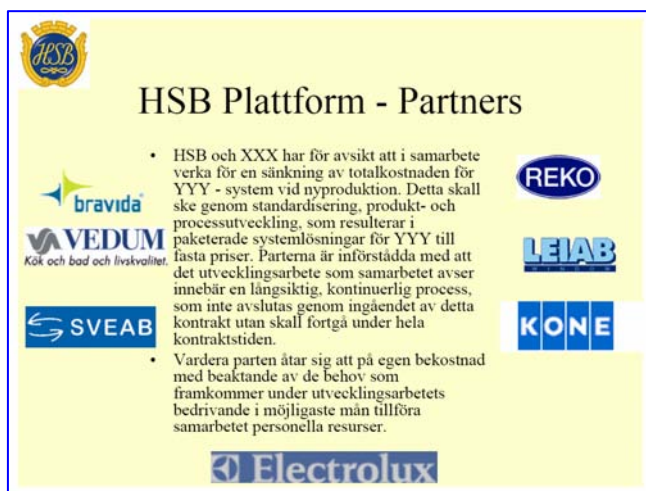 HSB
HSB Plattform - Partners
• HSB och XXX har för avsikt att i samarbete
verka för en sänkning av totalkostnaden för
YYY - system vid nyproduktion. Detta skall
ske genom standardisering, produkt- och
processutveckling, som resulterar i
paketerade systemlösningar för YYY till
fasta priser. Parterna är införstådda med att
det utvecklingsarbete som samarbetet avser
innebär en långsiktig, kontinuerlig process,
som inte avslutas genom ingåendet av detta
kontrakt utan skall fortgå under hela
kontraktstiden.
• Vardera parten åtar sig att på egen bekostnad
med beaktande av de behov som
framkommer under utvecklingsarbetets
bedrivande i möjligaste mån tillföra
samarbetet personella resurser.
bravida®
VEDUM
Kök och bad och livskvalitet.
SVEAB
REKO
LEIAB
KONE
Electrolux